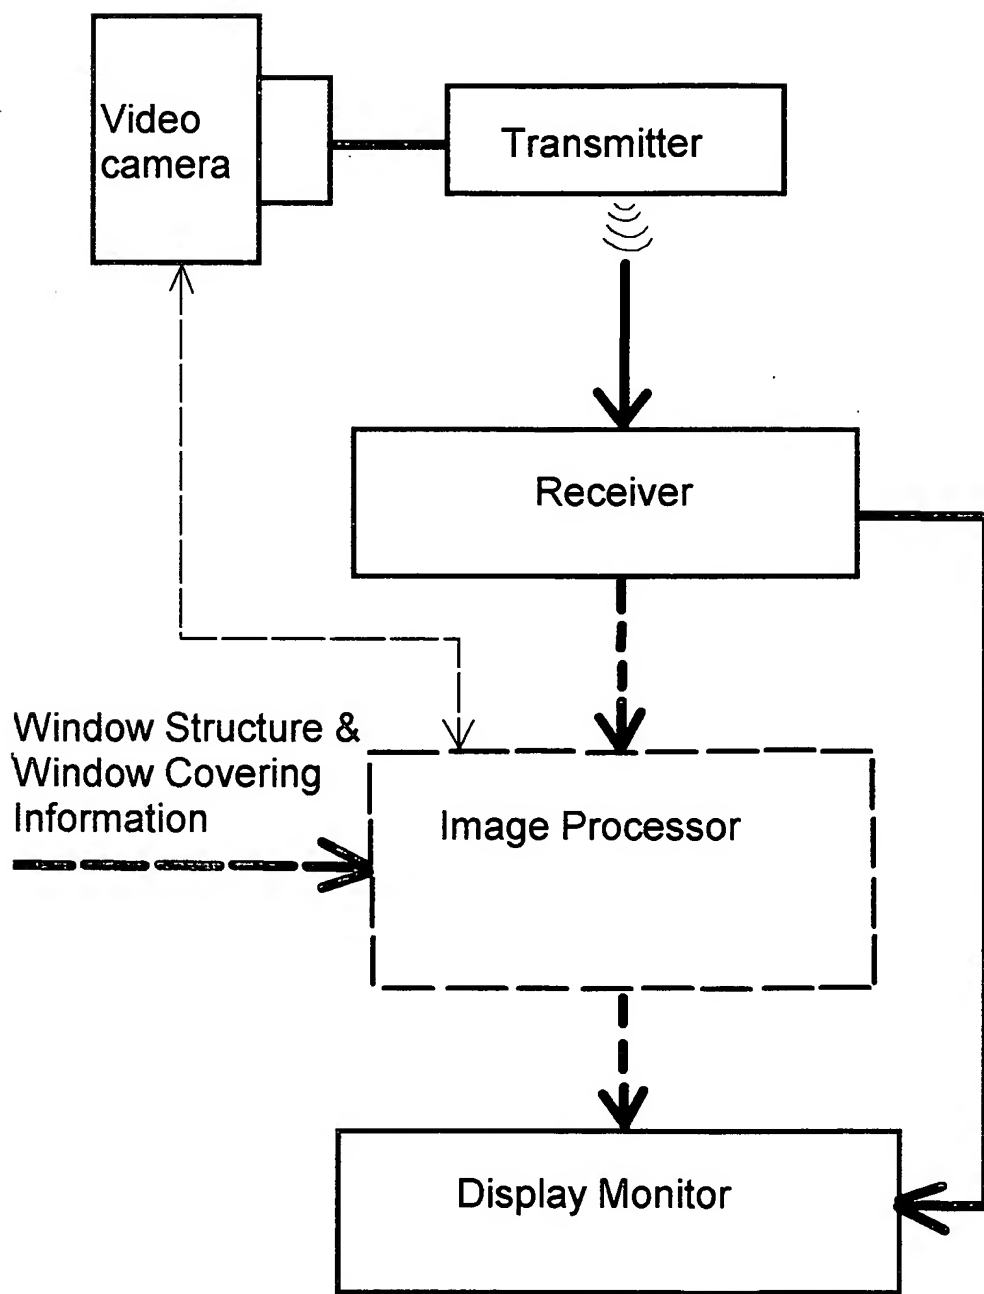 Video
camera
Transmitter
Receiver
Window Structure &
Window Covering
Information
Image Processor
Display Monitor